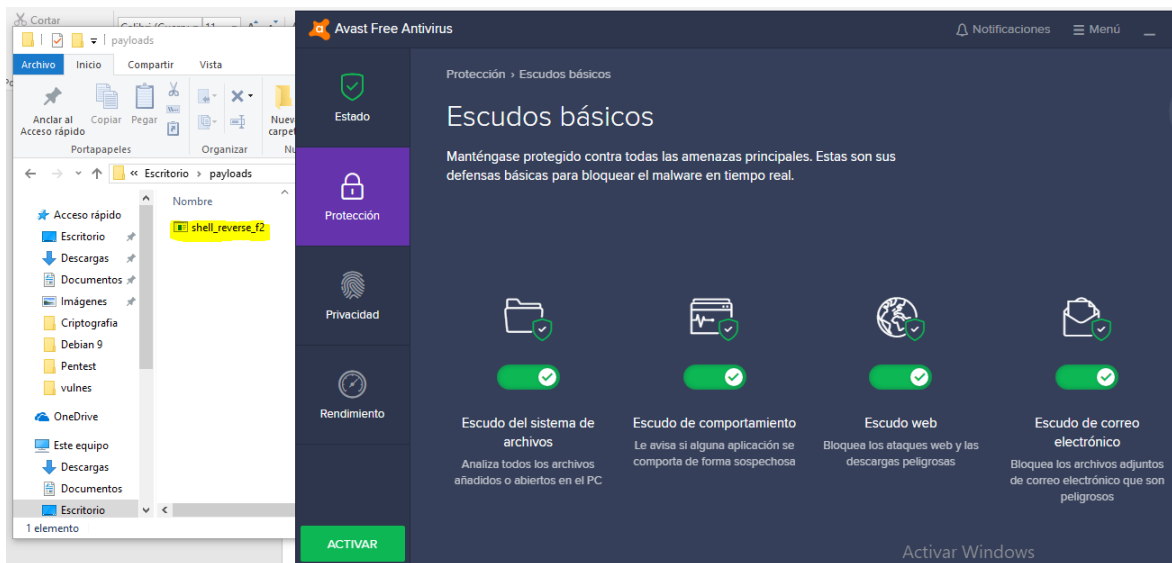 Cortar
payloads
Archivo Inicio Compartir Vista
Anclar al
Acceso rápido
Copiar Pegar
Portapapeles Organizar
« Escritorio › payloads
Nombre
shell_reverse_f2
Acceso rápido
Escritorio
Descargas
Documentos
Imágenes
Criptografia
Debian 9
Pentest
vulnes
OneDrive
Este equipo
Descargas
Documentos
Escritorio
1 elemento
Avast Free Antivirus
Notificaciones
Menú
Estado
Protección
Privacidad
Rendimiento
ACTIVAR
Protección › Escudos básicos
Escudos básicos
Manténgase protegido contra todas las amenazas principales. Estas son sus
defensas básicas para bloquear el malware en tiempo real.
Escudo del sistema de
archivos
Analiza todos los archivos
añadidos o abiertos en el PC
Escudo de comportamiento
Le avisa si alguna aplicación se
comporta de forma sospechosa
Escudo web
Bloquea los ataques web y las
descargas peligrosas
Escudo de correo
electrónico
Bloquea los archivos adjuntos
de correo electrónico que son
peligrosos
Activar Windows